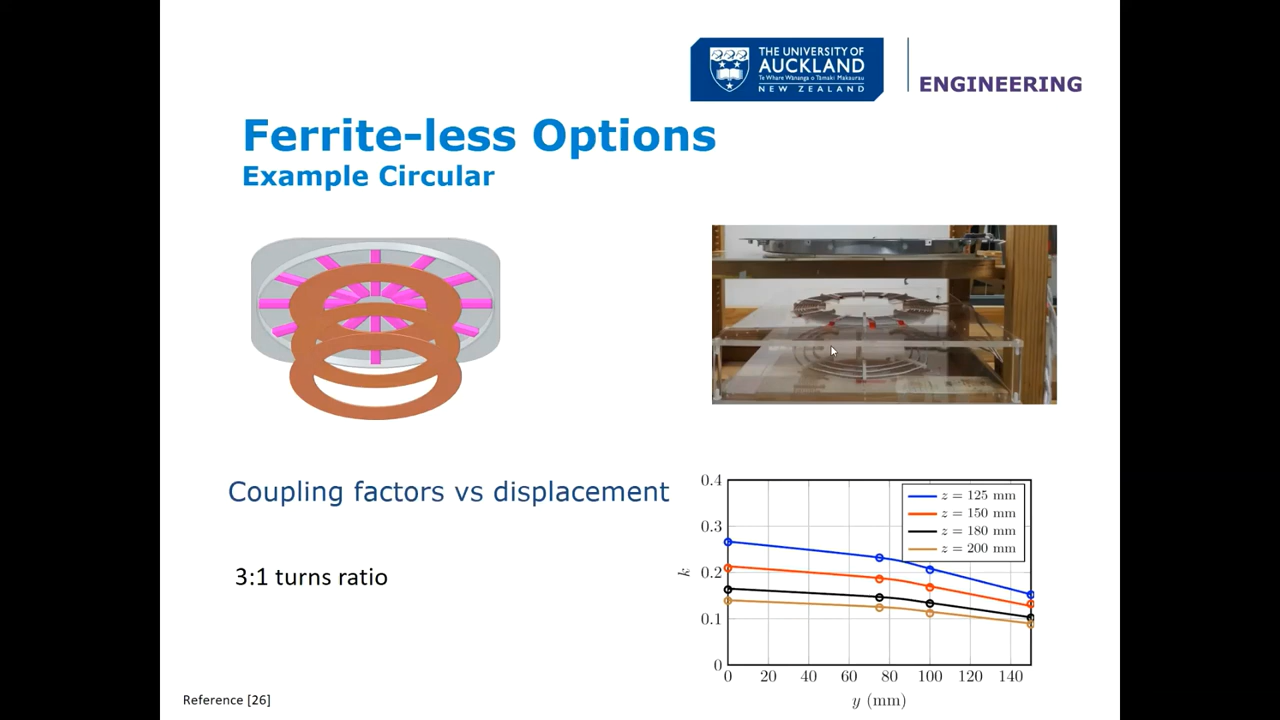 THE UNIVERSITY OF
AUCKLAND
Te Whare Wānanga o Tāmaki Makaurau
NEW ZEALAND
ENGINEERING
Ferrite-less Options
Example Circular
Coupling factors vs displacement
3:1 turns ratio
0.4
0.3
0.2
0.1
0
k
z = 125 mm
z = 150 mm
z = 180 mm
z = 200 mm
0 20 40 60 80 100 120 140
y (mm)
Reference [26]